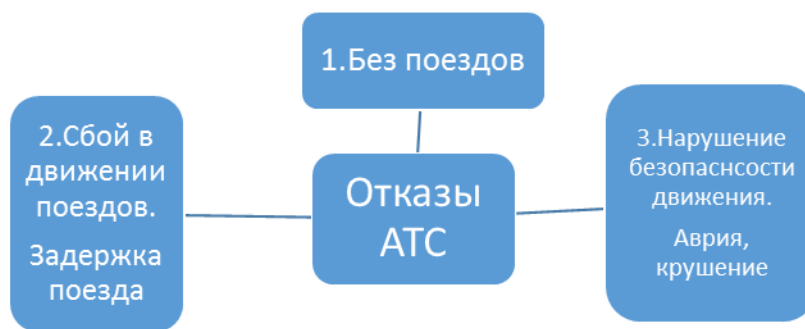 1.Без поездов
2.Сбой в
движении
поездов.
Задержка
поезда
Отказы
АТС
3.Нарушение
безопаснсости
движения.
Аврия,
крушение